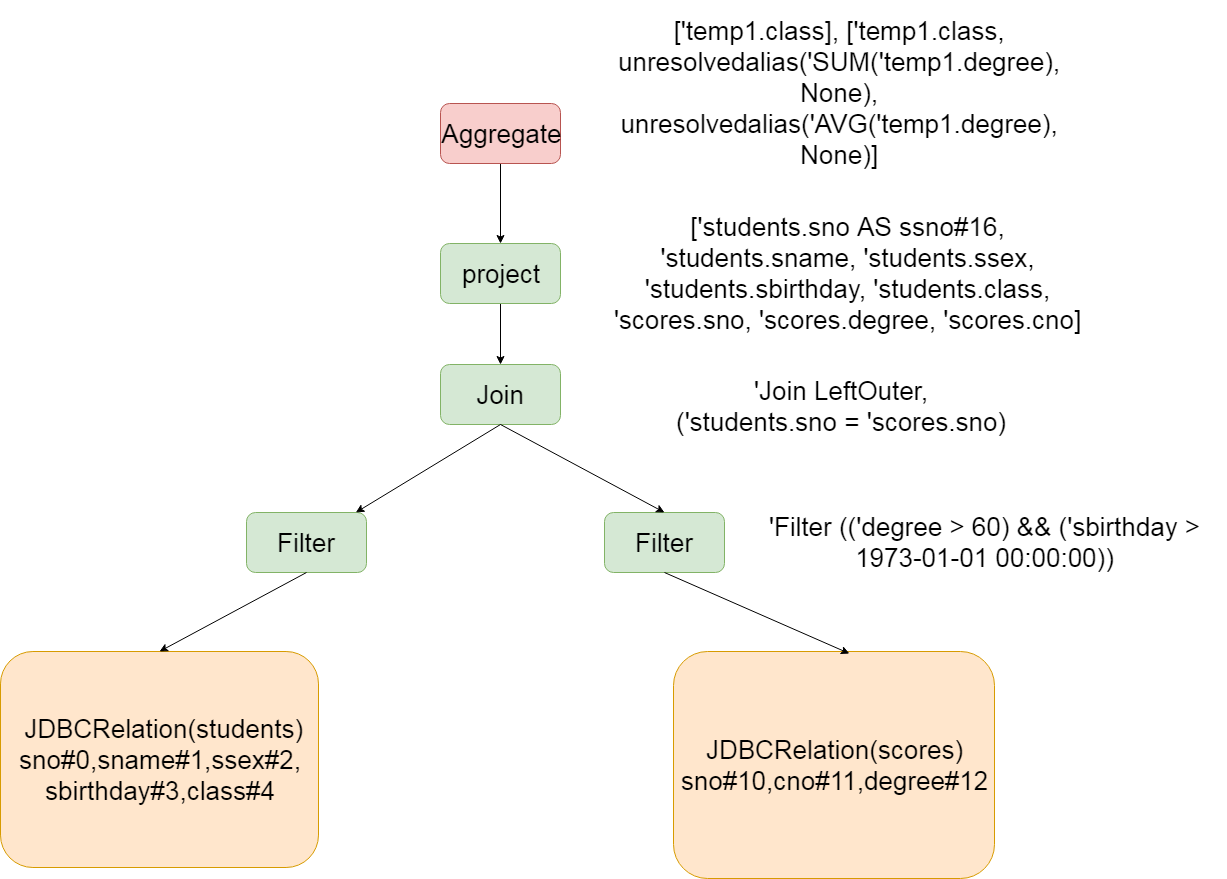 ['temp1.class], ['temp1.class,
unresolvedalias('SUM('temp1.degree),
None),
unresolvedalias('AVG('temp1.degree),
None)]
Aggregate
['students.sno AS ssno#16,
'students.sname, 'students.ssex,
'students.sbirthday, 'students.class,
'scores.sno, 'scores.degree, 'scores.cno]
project
'Join LeftOuter,
('students.sno = 'scores.sno)
Join
Filter
Filter
'Filter (('degree > 60) && ('sbirthday >
1973-01-01 00:00:00))
JDBCRelation(students)
sno#0,sname#1,ssex#2,
sbirthday#3,class#4
JDBCRelation(scores)
sno#10,cno#11,degree#12